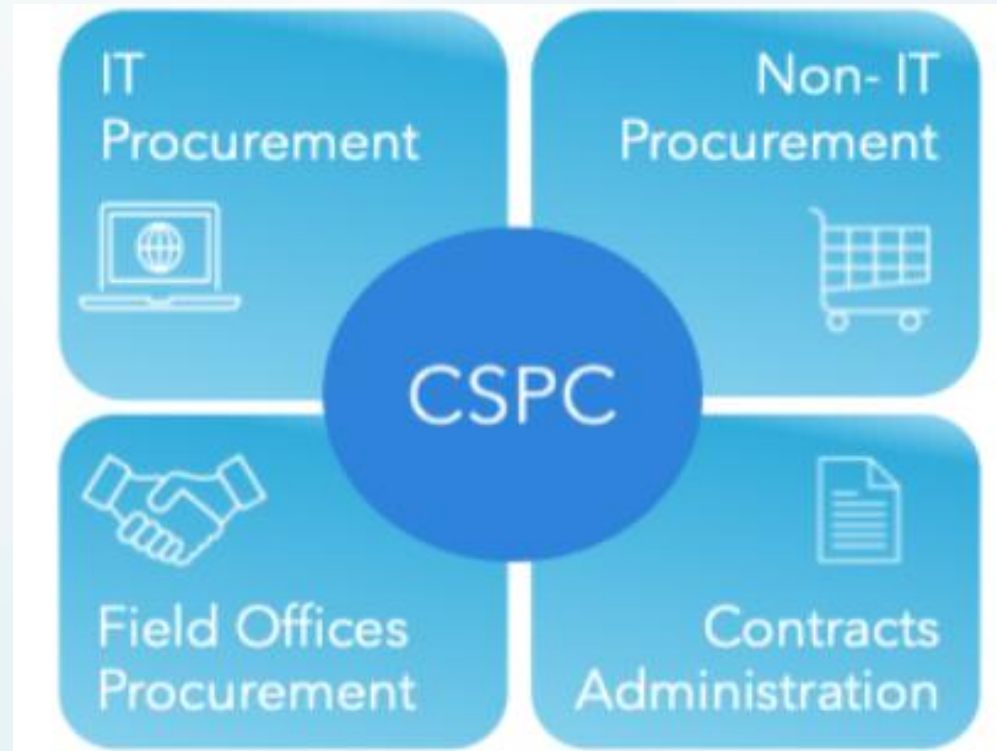 IT
Procurement
Non- IT
Procurement
CSPC
Field Offices
Procurement
Contracts
Administration